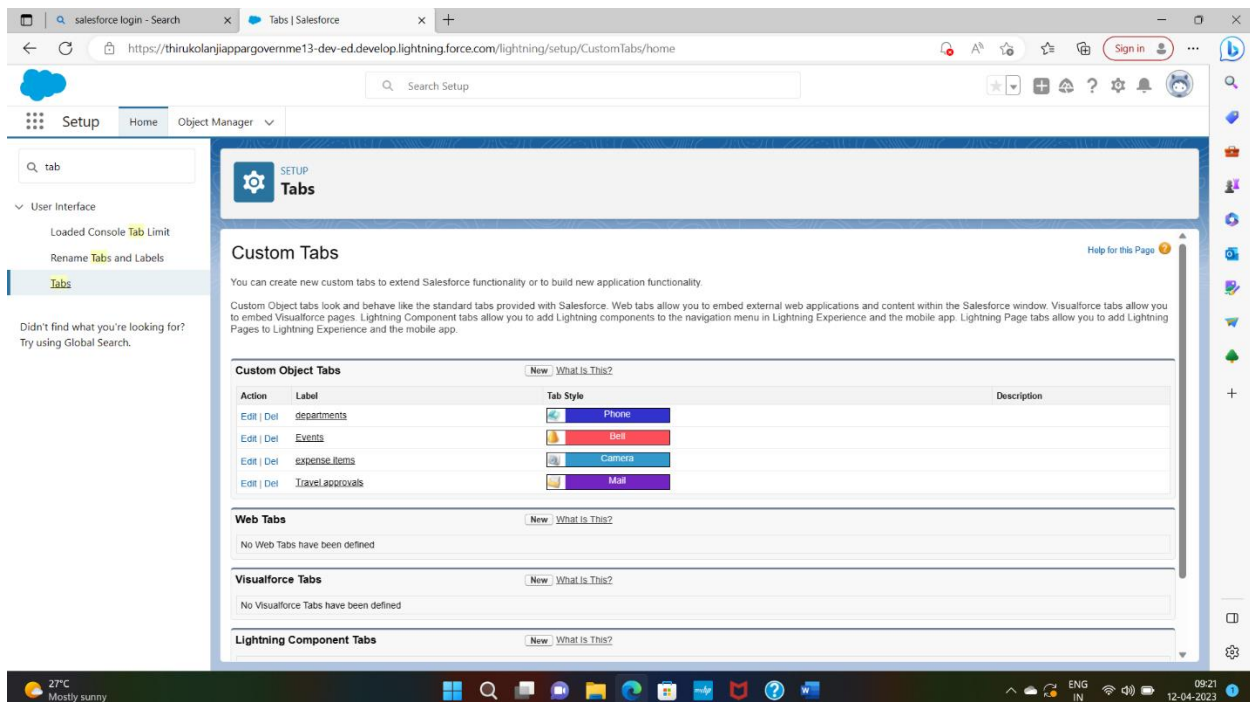 salesforce login - Search
Tabs | Salesforce
https://thirukolanjiappargovernme13-dev-ed.develop.lightning.force.com/lightning/setup/CustomTabs/home
Sign in
Search Setup
Setup
Home
Object Manager
tab
User Interface
Loaded Console Tab Limit
Rename Tabs and Labels
Tabs
Didn't find what you're looking for?
Try using Global Search.
SETUP
Tabs
Custom Tabs
Help for this Page
You can create new custom tabs to extend Salesforce functionality or to build new application functionality.
Custom Object tabs look and behave like the standard tabs provided with Salesforce. Web tabs allow you to embed external web applications and content within the Salesforce window. Visualforce tabs allow you
to embed Visualforce pages. Lightning Component tabs allow you to add Lightning components to the navigation menu in Lightning Experience and the mobile app. Lightning Page tabs allow you to add Lightning
Pages to Lightning Experience and the mobile app.
Custom Object Tabs New What Is This?
Action Label Tab Style Description
Edit | Del departments Phone
Edit | Del Events Bell
Edit | Del expense items Camera
Edit | Del Travel approvals Mail
Web Tabs New What Is This?
No Web Tabs have been defined
Visualforce Tabs New What Is This?
No Visualforce Tabs have been defined
Lightning Component Tabs New What Is This?
27°C
Mostly sunny
ENG
IN
09:21
12-04-2023
1